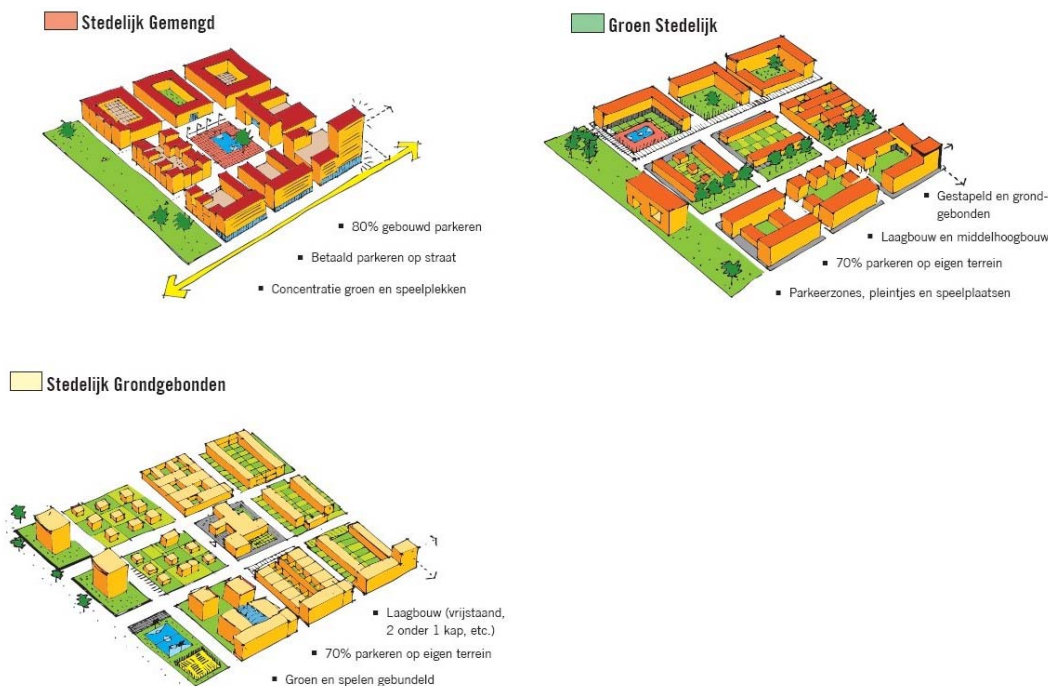 Stedelijk Gemengd
80% gebouwd parkeren
Betaald parkeren op straat
Concentratie groen en speelplekken
Groen Stedelijk
Gestapeld en grond-
gebonden
Laagbouw en middelhoogbouw
70% parkeren op eigen terrein
Parkeerzones, pleintjes en speelplaatsen
Stedelijk Grondgebonden
Laagbouw (vrijstaand,
2 onder 1 kap, etc.)
70% parkeren op eigen terrein
Groen en spelen gebundeld